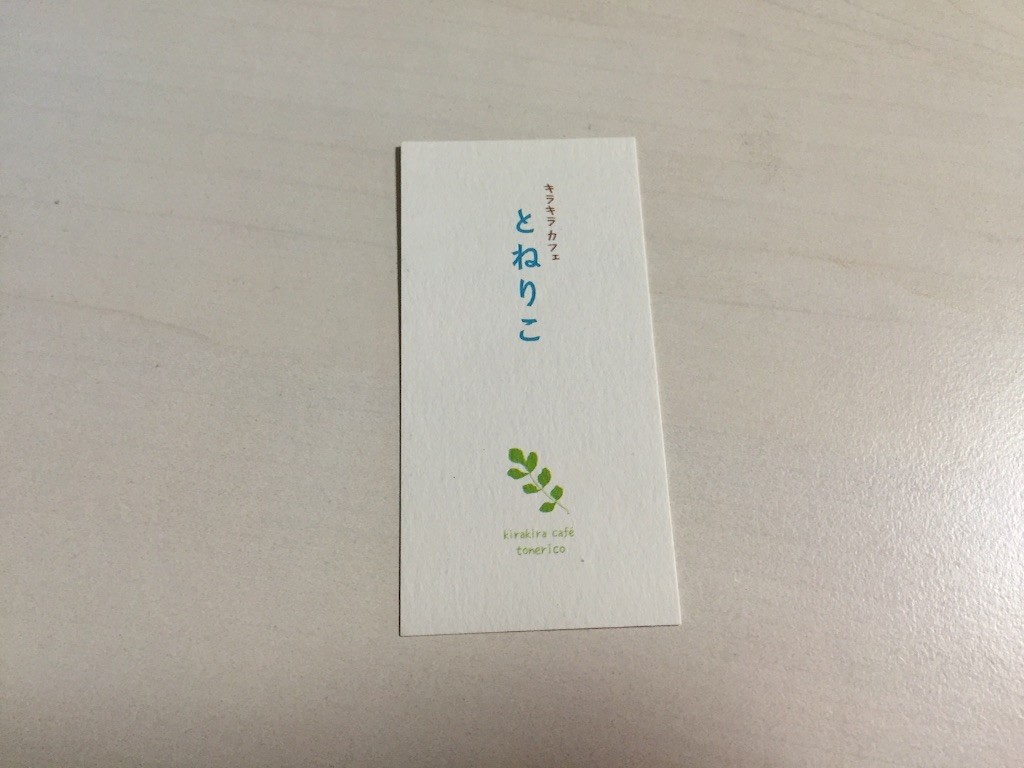 キラキラ カフェ
とねりこ
kirakira café
tonerico